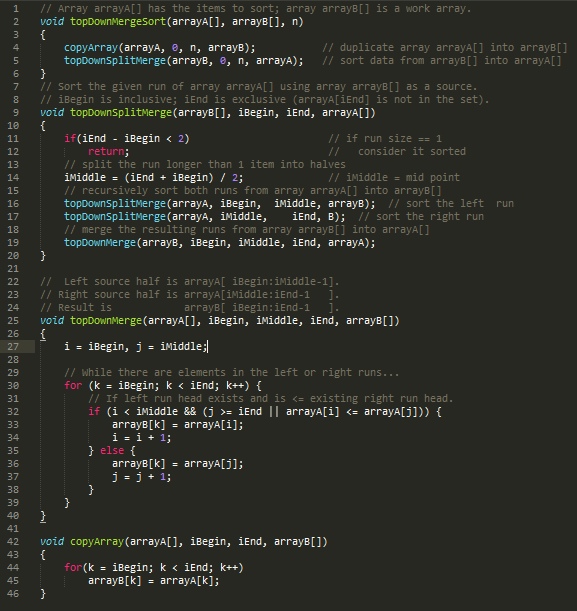 1 // Array arrayA[] has the items to sort; array arrayB[] is a work array.
2 void topDownMergeSort(arrayA[], arrayB[], n)
3 {
4     copyArray(arrayA, 0, n, arrayB);           // duplicate array arrayA[] into arrayB[]
5     topDownSplitMerge(arrayB, 0, n, arrayA);   // sort data from arrayB[] into arrayA[]
6 }
7 // Sort the given run of array arrayA[] using array arrayB[] as a source.
8 // iBegin is inclusive; iEnd is exclusive (arrayA[iEnd] is not in the set).
9 void topDownSplitMerge(arrayB[], iBegin, iEnd, arrayA[])
10 {
11     if(iEnd - iBegin < 2)                       // if run size == 1
12         return;                                 //   consider it sorted
13     // split the run longer than 1 item into halves
14     iMiddle = (iEnd + iBegin) / 2;              // iMiddle = mid point
15     // recursively sort both runs from array arrayA[] into arrayB[]
16     topDownSplitMerge(arrayA, iBegin,  iMiddle, arrayB);  // sort the left  run
17     topDownSplitMerge(arrayA, iMiddle,    iEnd, B);  // sort the right run
18     // merge the resulting runs from array arrayB[] into arrayA[]
19     topDownMerge(arrayB, iBegin, iMiddle, iEnd, arrayA);
20 }
21
22 //  Left source half is arrayA[ iBegin:iMiddle-1].
23 // Right source half is arrayA[iMiddle:iEnd-1   ].
24 // Result is            arrayB[ iBegin:iEnd-1   ].
25 void topDownMerge(arrayA[], iBegin, iMiddle, iEnd, arrayB[])
26 {
27     i = iBegin, j = iMiddle;
28
29     // While there are elements in the left or right runs...
30     for (k = iBegin; k < iEnd; k++) {
31         // If left run head exists and is <= existing right run head.
32         if (i < iMiddle && (j >= iEnd || arrayA[i] <= arrayA[j])) {
33             arrayB[k] = arrayA[i];
34             i = i + 1;
35         } else {
36             arrayB[k] = arrayA[j];
37             j = j + 1;
38         }
39     }
40 }
41
42 void copyArray(arrayA[], iBegin, iEnd, arrayB[])
43 {
44     for(k = iBegin; k < iEnd; k++)
45         arrayB[k] = arrayA[k];
46 }